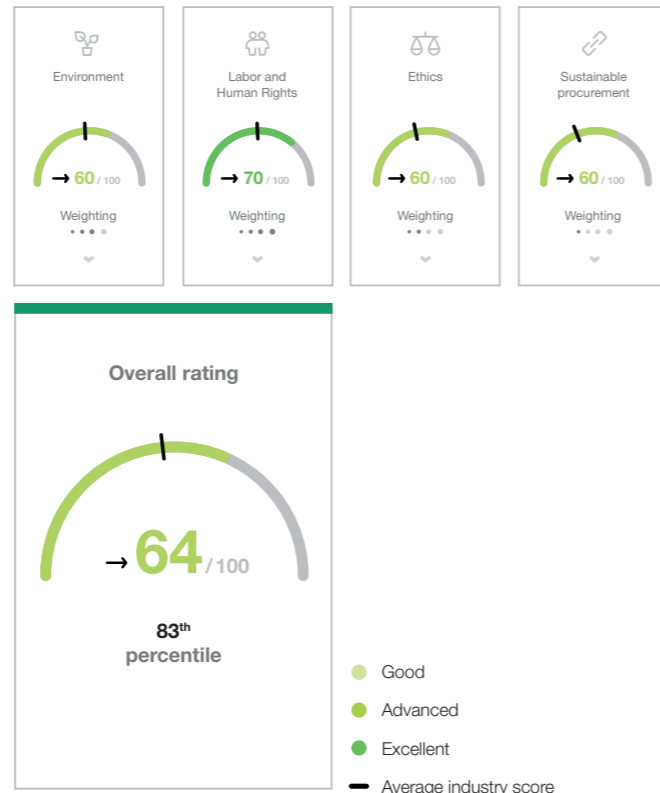 Environment
→ 60 / 100
Weighting
Labor and
Human Rights
→ 70 / 100
Weighting
Ethics
→ 60 / 100
Weighting
Sustainable
procurement
→ 60 / 100
Weighting
Overall rating
→ 64 / 100
83th
percentile
Good
Advanced
Excellent
Average industry score